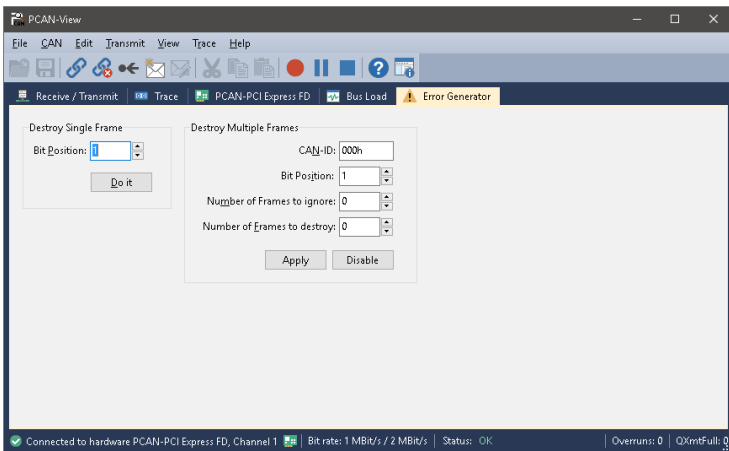 PCAN-View
File CAN Edit Transmit View Trace Help
Receive / Transmit Trace PCAN-PCI Express FD Bus Load Error Generator
Destroy Single Frame
Bit Position: 1
Do it
Destroy Multiple Frames
CAN-ID: 000h
Bit Position: 1
Number of Frames to ignore: 0
Number of Frames to destroy: 0
Apply Disable
Connected to hardware PCAN-PCI Express FD, Channel 1 Bit rate: 1 MBit/s / 2 MBit/s Status: OK Overruns: 0 QXmtFull: 0